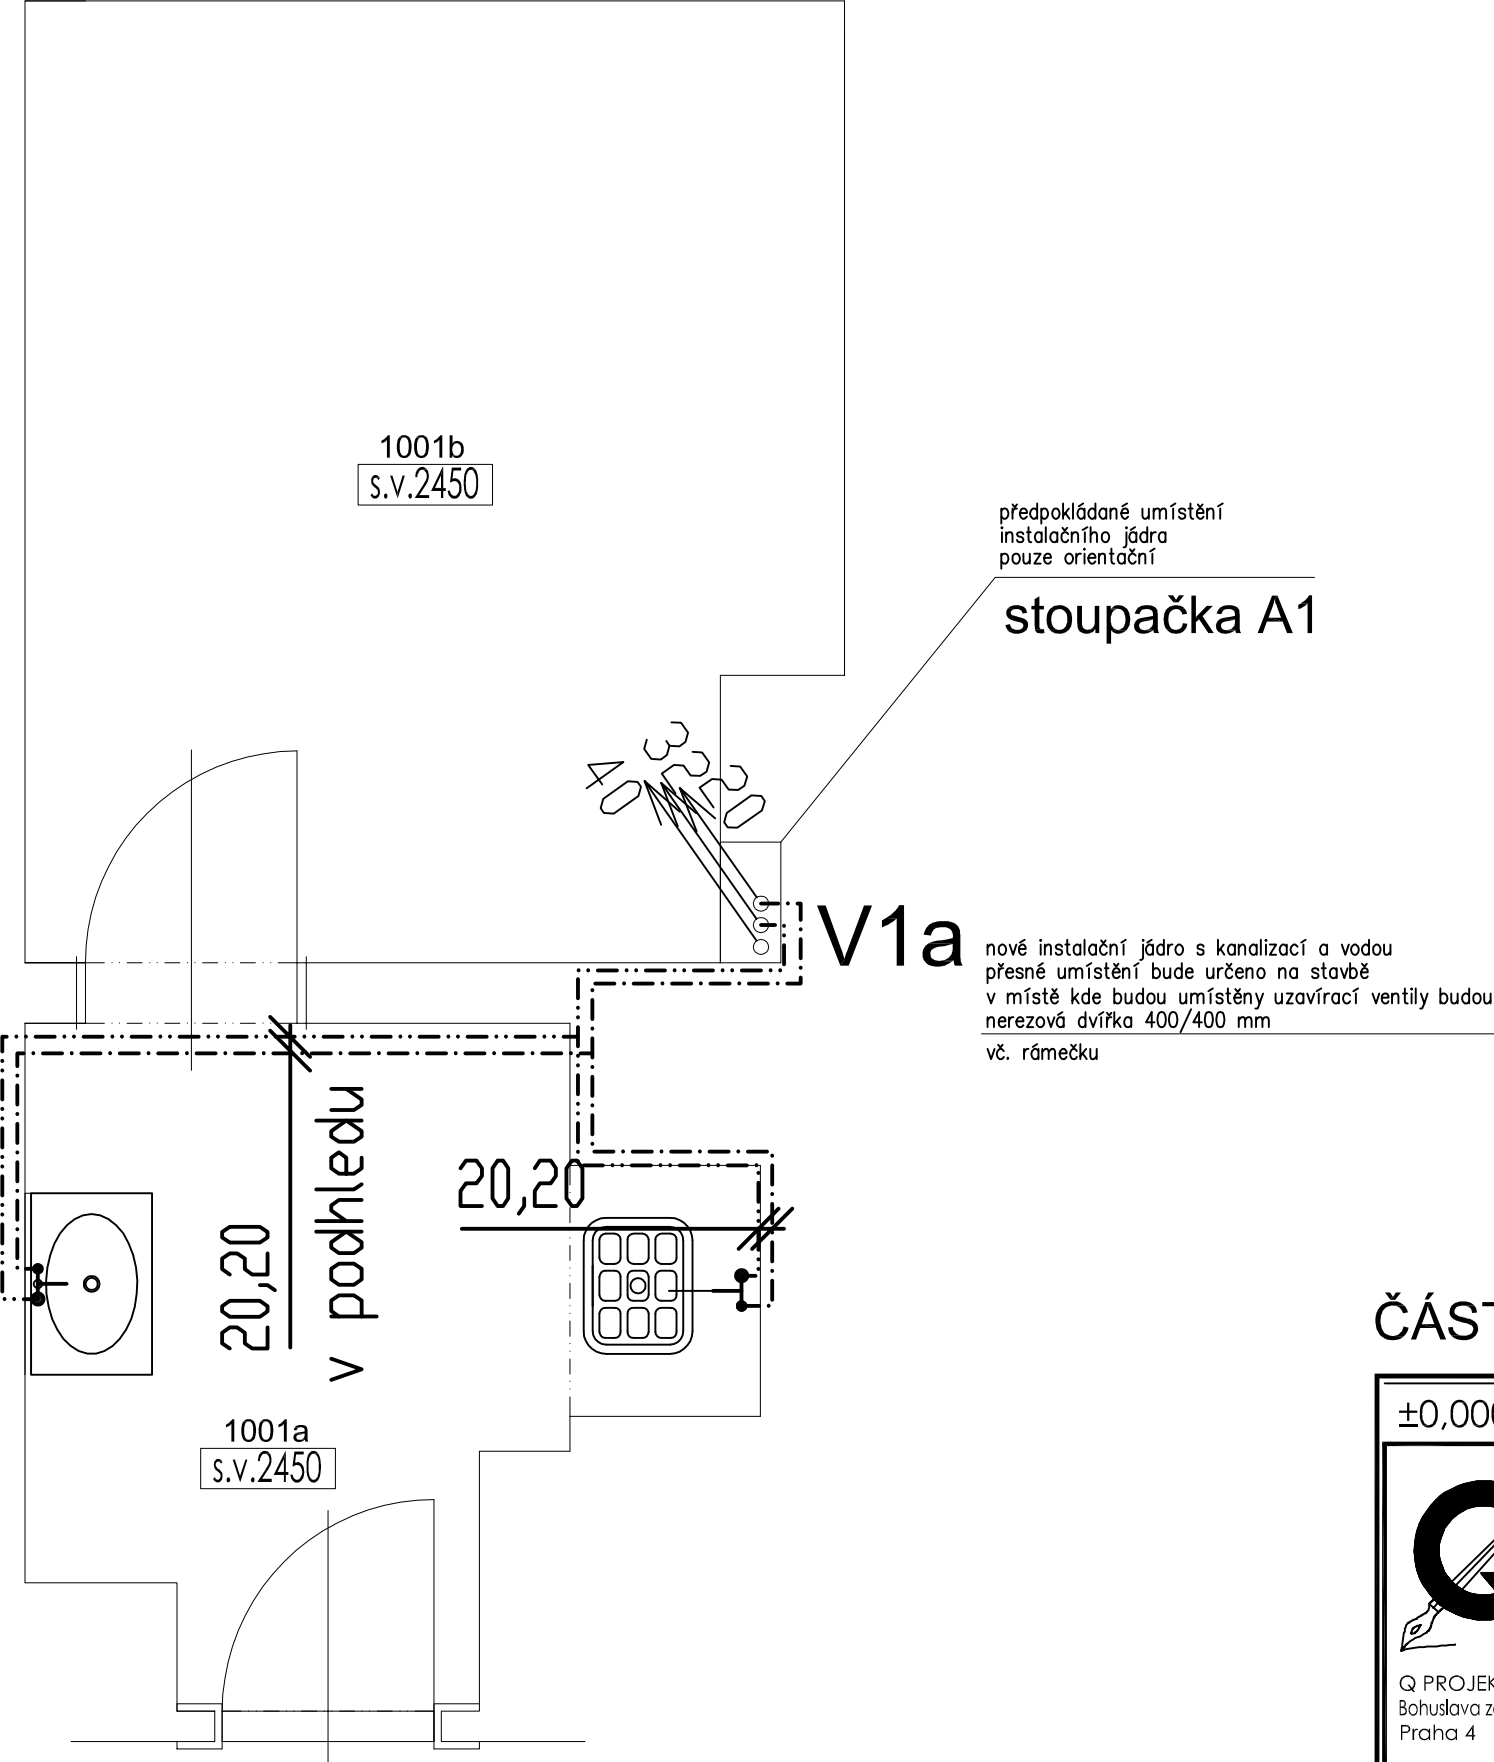 1001b
s.v.2450
předpokládané umístění
instalačního jádra
pouze orientační
stoupačka A1
40
32
20
V1a
nové instalační jádro s kanalizací a vodou
přesné umístění bude určeno na stavbě
v místě kde budou umístěny uzavírací ventily budou
nerezová dvířka 400/400 mm
vč. rámečku
20,20
v podhledu
20,20
1001a
s.v.2450
±0,000
Q PROJEK
Bohuslava
Praha 4